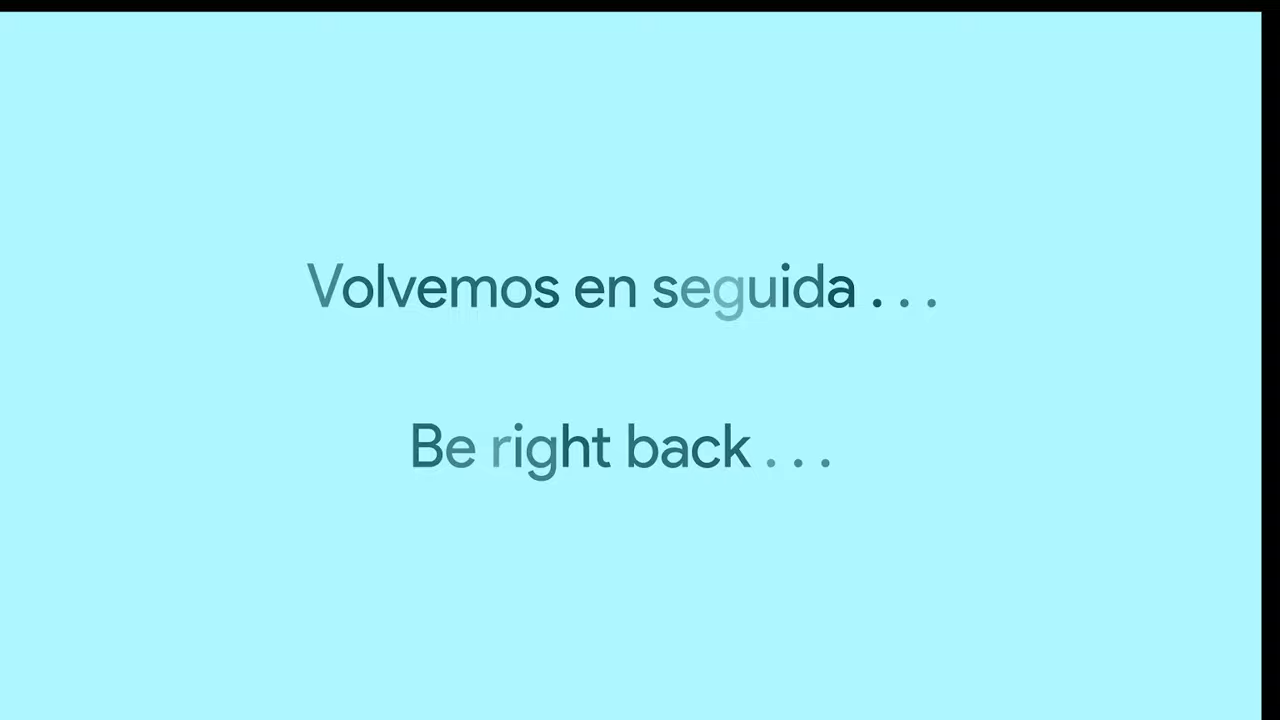 Volvemos en seguida . . .
Be right back . . .